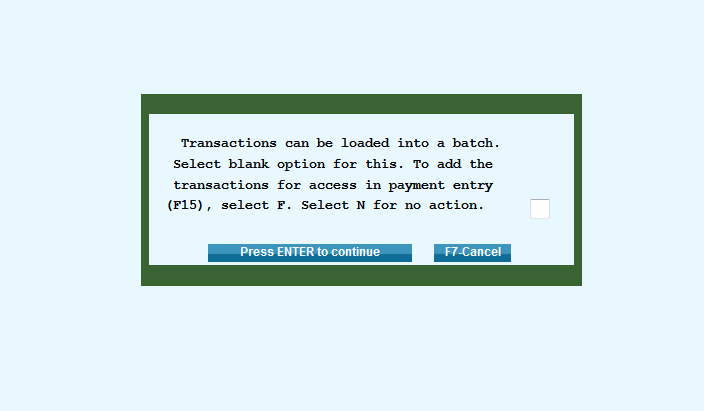 Transactions can be loaded into a batch.
Select blank option for this. To add the
transactions for access in payment entry
(F15), select F. Select N for no action.
Press ENTER to continue F7-Cancel